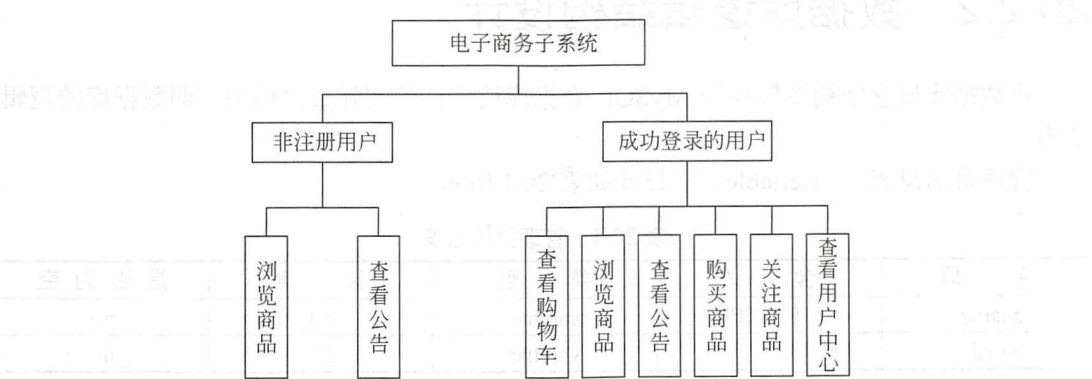 电子商务子系统
非注册用户
成功登录的用户
浏览商品
查看公告
查看购物车
浏览商品
查看公告
购买商品
关注商品
查看用户中心